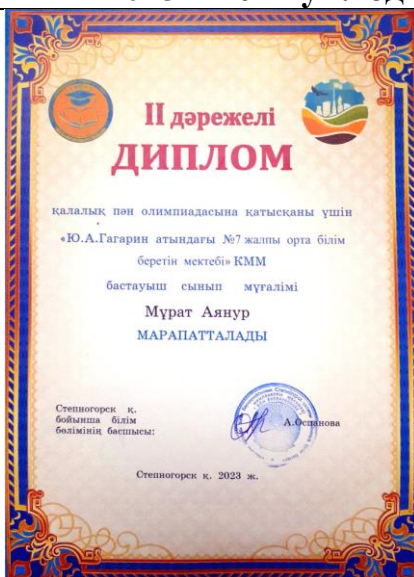 II дәрежелі
ДИПЛОМ
қалалық пән олимпиадасына қатысқаны үшін
«Ю.А.Гагарин атындағы №7 жалпы орта білім
беретін мектебі» КММ
бастауыш сынып мұғалімі
Мұрат Аянур
МАРАПАТТАЛАДЫ
Степногорск қ.
бойынша білім
бөлімінің басшысы:
А.Оспанова
Степногорск қ. 2023 ж.